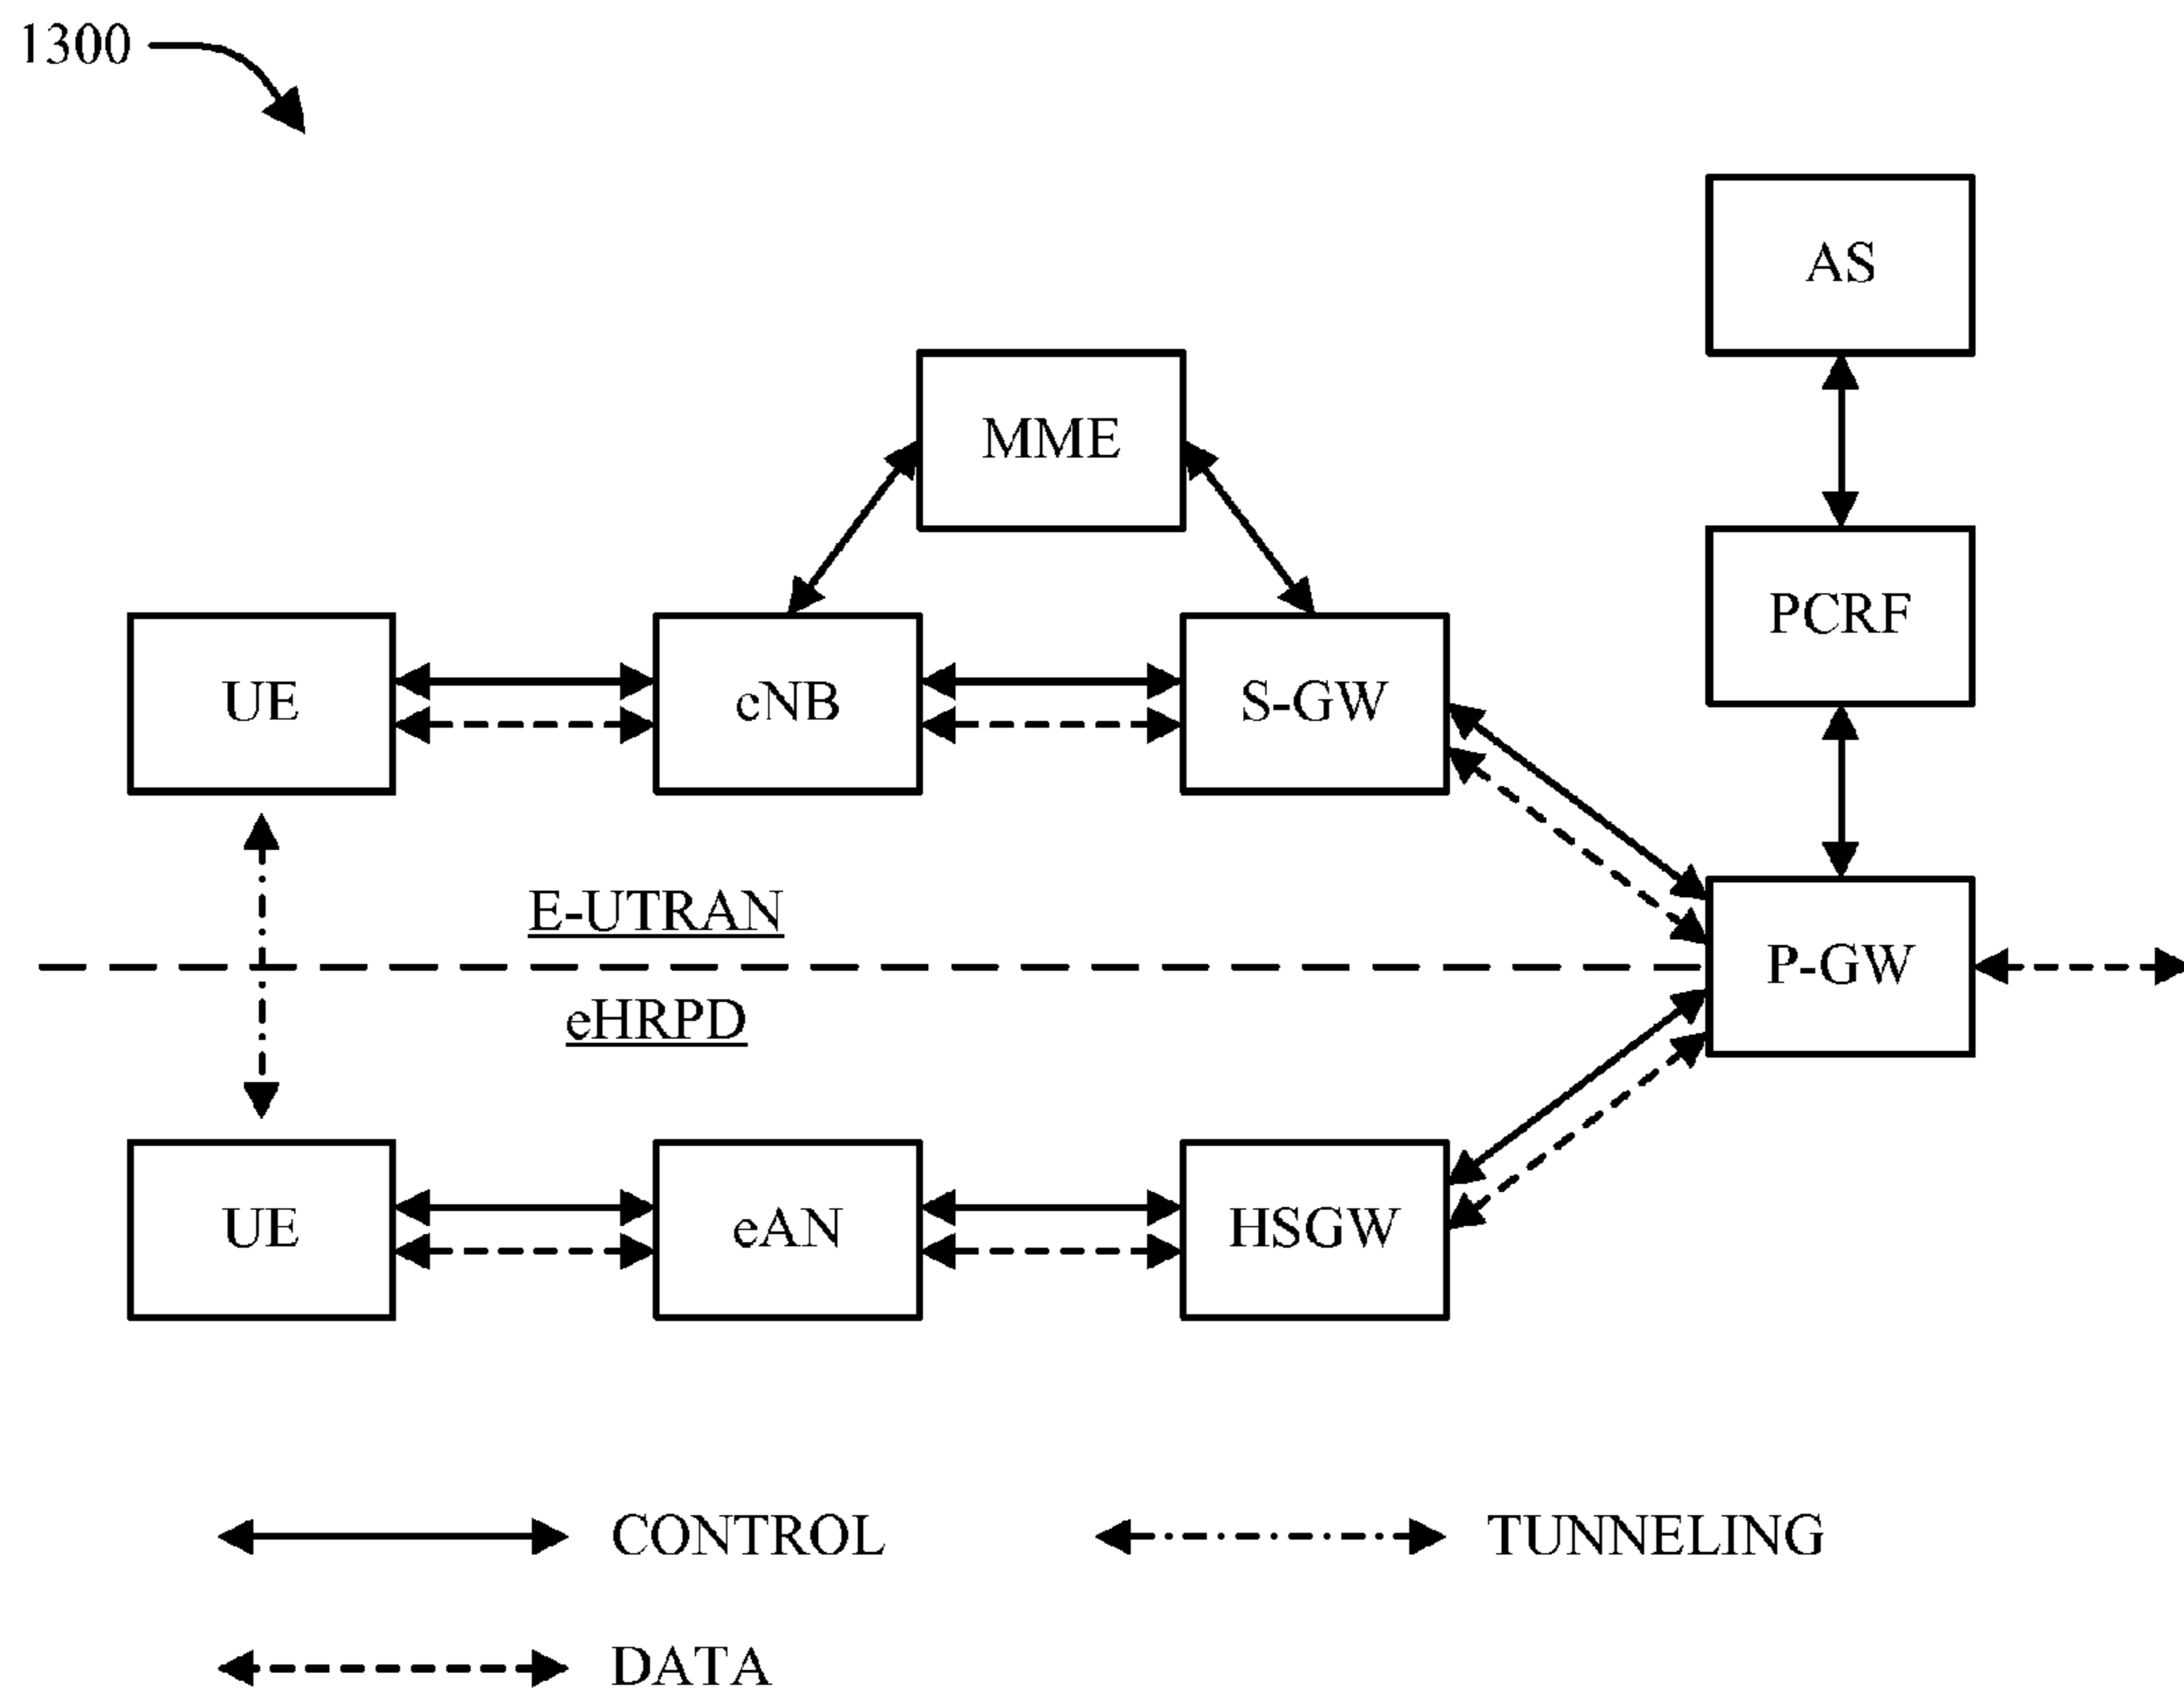 1300
AS
MME
PCRF
UE
cNB
S-GW
E-UTRAN
P-GW
eHRPD
UE
eAN
HSGW
CONTROL
TUNNELING
DATA